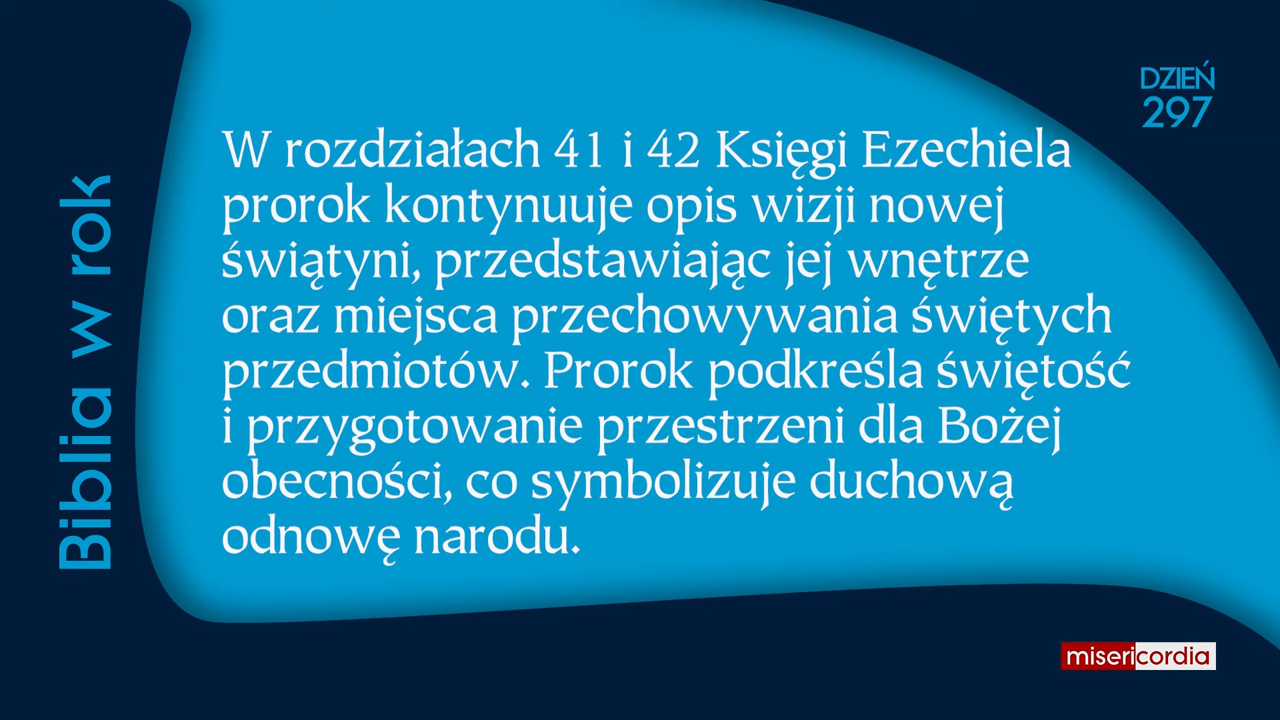 DZIEŃ
297
Biblia w rok
W rozdziałach 41 i 42 Księgi Ezechiela
prorok kontynuuje opis wizji nowej
świątyni, przedstawiając jej wnętrze
oraz miejsca przechowywania świętych
przedmiotów. Prorok podkreśla świętość
i przygotowanie przestrzeni dla Bożej
obecności, co symbolizuje duchową
odnowę narodu.
misericordia